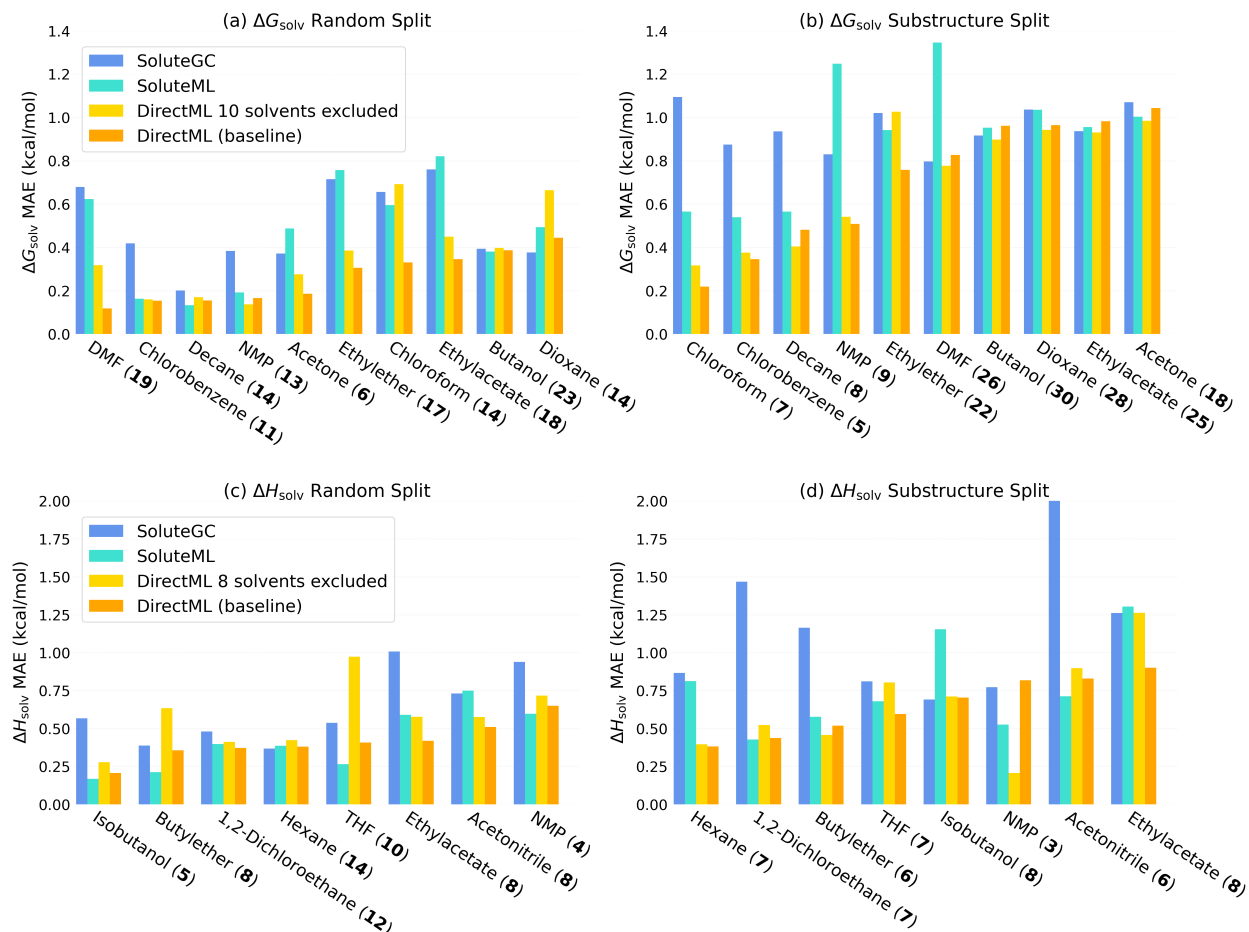 (a) ΔGsolv Random Split
ΔGsolv MAE (kcal/mol)
1.4
1.2
1.0
0.8
0.6
0.4
0.2
0.0
SoluteGC
SoluteML
DirectML 10 solvents excluded
DirectML (baseline)
DMF (19)
Chlorobenzene (11)
Decane (14)
NMP (13)
Acetone (6)
Ethylether (17)
Chloroform (14)
Ethylacetate (18)
Butanol (23)
Dioxane (14)
(b) ΔGsolv Substructure Split
ΔGsolv MAE (kcal/mol)
1.4
1.2
1.0
0.8
0.6
0.4
0.2
0.0
Chloroform (7)
Chlorobenzene (5)
Decane (8)
NMP (9)
Ethylether (22)
DMF (26)
Butanol (30)
Dioxane (28)
Ethylacetate (25)
Acetone (18)
(c) ΔHsolv Random Split
ΔHsolv MAE (kcal/mol)
2.00
1.75
1.50
1.25
1.00
0.75
0.50
0.25
0.00
SoluteGC
SoluteML
DirectML 8 solvents excluded
DirectML (baseline)
Isobutanol (5)
Butylether (8)
1,2-Dichloroethane (12)
Hexane (14)
THF (10)
Ethylacetate (8)
Acetonitrile (8)
NMP (4)
(d) ΔHsolv Substructure Split
ΔHsolv MAE (kcal/mol)
2.00
1.75
1.50
1.25
1.00
0.75
0.50
0.25
0.00
Hexane (7)
1,2-Dichloroethane (7)
Butylether (6)
THF (7)
Isobutanol (8)
NMP (3)
Acetonitrile (6)
Ethylacetate (8)